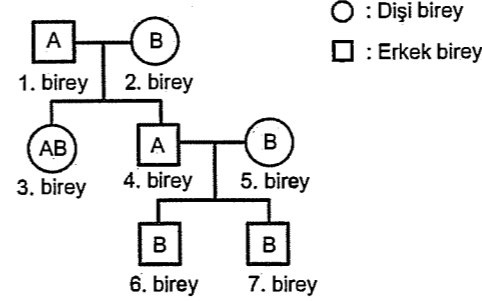 : Dişi birey
: Erkek birey
A B
1. birey 2. birey
AB A B
3. birey 4. birey 5. birey
B B
6. birey 7. birey